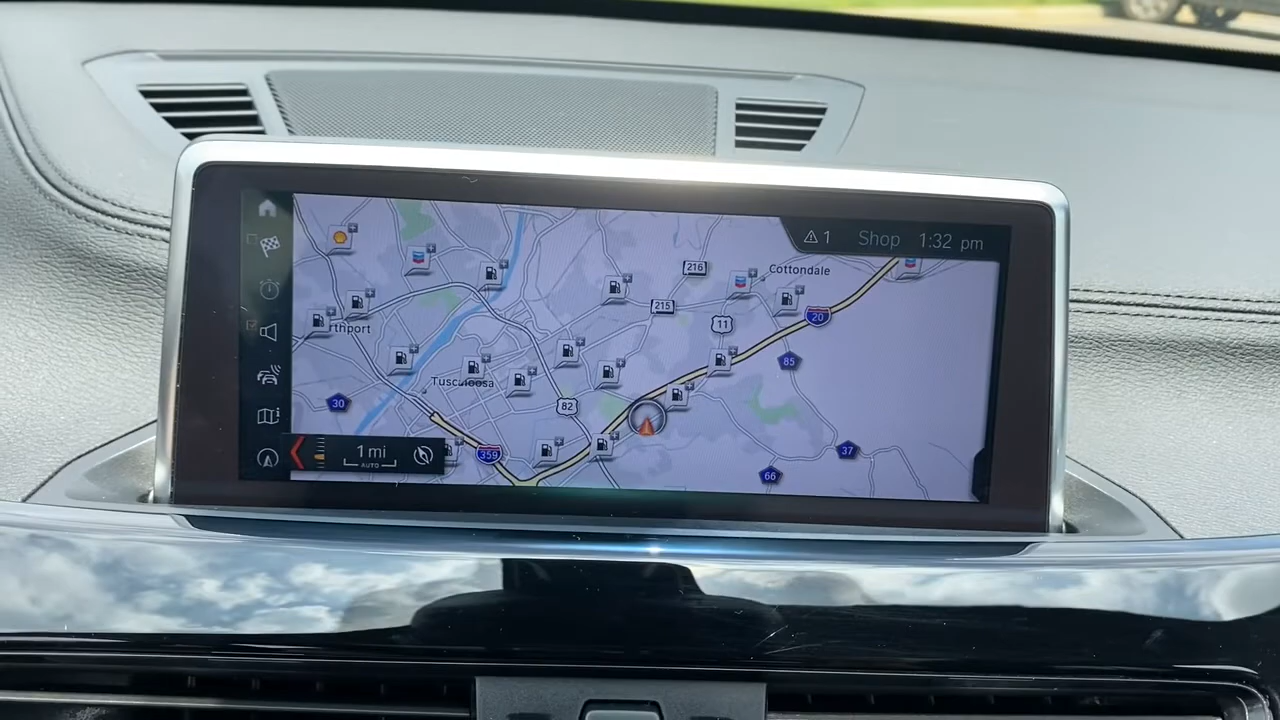 1 Shop 1:32 pm
216
Cottondale
215
11
20
rthport
85
Tuscaloosa
30
82
37
359
66
1 mi
AUTO